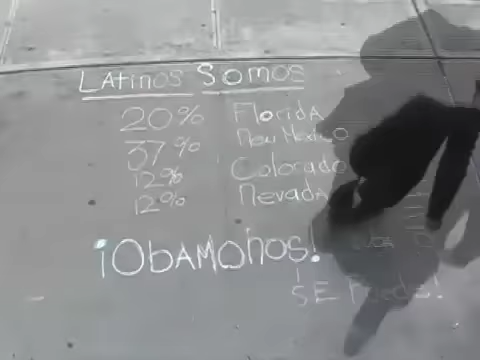 LAtinos Somos
20% FloridA
37% New Mexico
12% Colorado
12% NevadA
¡ObAMOnos!
SE Puede!